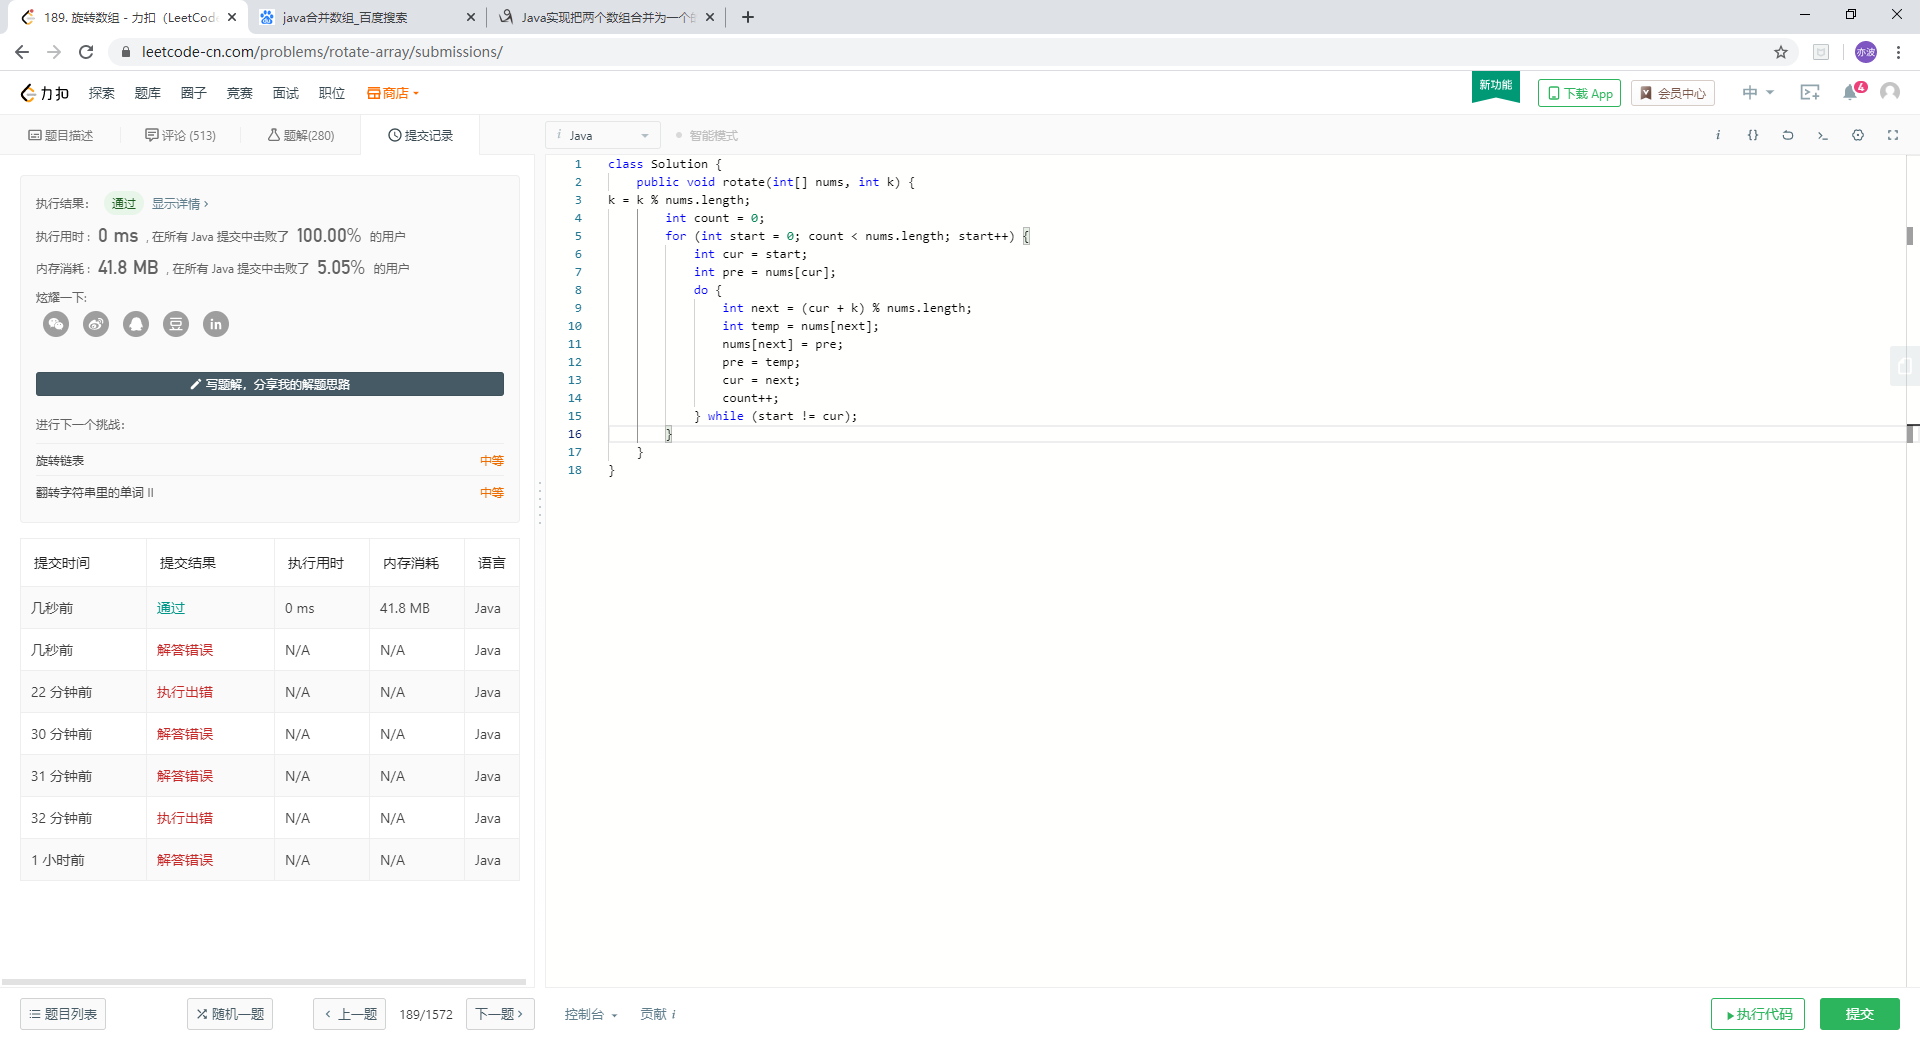 189. 旋转数组 - 力扣 (LeetCode
java合并数组_百度搜索
Java实现把两个数组合并为一个的
leetcode-cn.com/problems/rotate-array/submissions/
亦波
力扣 探索 题库 圈子 竞赛 面试 职位 商店
新功能 下载 App 会员中心 中 4
题目描述 评论 (513) 题解(280) 提交记录
i Java 智能模式
执行结果: 通过 显示详情 >
执行用时 : 0 ms , 在所有 Java 提交中击败了 100.00% 的用户
内存消耗 : 41.8 MB , 在所有 Java 提交中击败了 5.05% 的用户
炫耀一下:
豆 in
写题解，分享我的解题思路
进行下一个挑战:
旋转链表 中等
翻转字符串里的单词 II 中等
提交时间 提交结果 执行用时 内存消耗 语言
几秒前 通过 0 ms 41.8 MB Java
几秒前 解答错误 N/A N/A Java
22 分钟前 执行出错 N/A N/A Java
30 分钟前 解答错误 N/A N/A Java
31 分钟前 解答错误 N/A N/A Java
32 分钟前 执行出错 N/A N/A Java
1 小时前 解答错误 N/A N/A Java
1 class Solution {
2 public void rotate(int[] nums, int k) {
3 k = k % nums.length;
4 int count = 0;
5 for (int start = 0; count < nums.length; start++) {
6 int cur = start;
7 int pre = nums[cur];
8 do {
9 int next = (cur + k) % nums.length;
10 int temp = nums[next];
11 nums[next] = pre;
12 pre = temp;
13 cur = next;
14 count++;
15 } while (start != cur);
16 }
17 }
18 }
题目列表 随机一题 < 上一题 189/1572 下一题 > 控制台 贡献 i 执行代码 提交